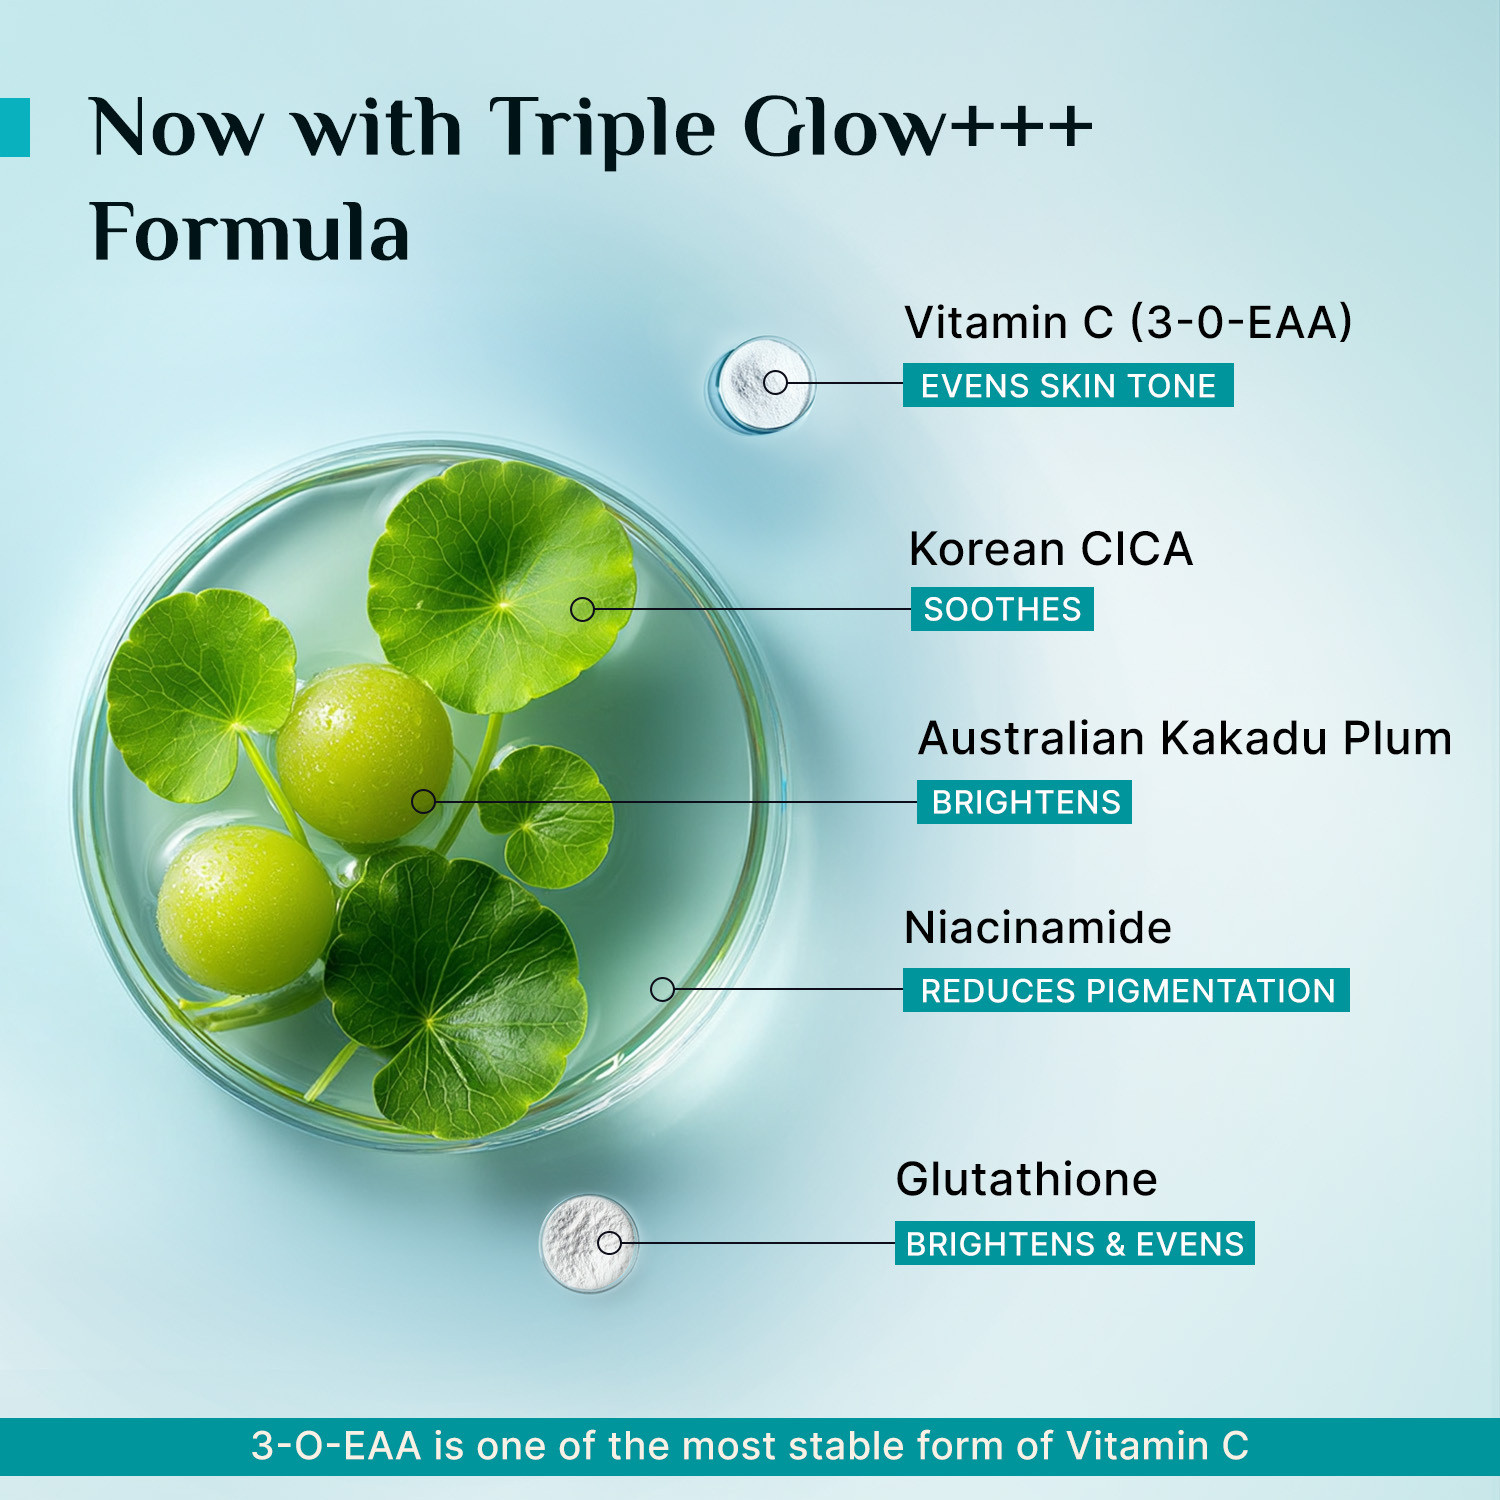 Now with Triple Glow+++
Formula
Vitamin C (3-0-EAA)
EVENS SKIN TONE
Korean CICA
SOOTHES
Australian Kakadu Plum
BRIGHTENS
Niacinamide
REDUCES PIGMENTATION
Glutathione
BRIGHTENS & EVENS
3-O-EAA is one of the most stable form of Vitamin C